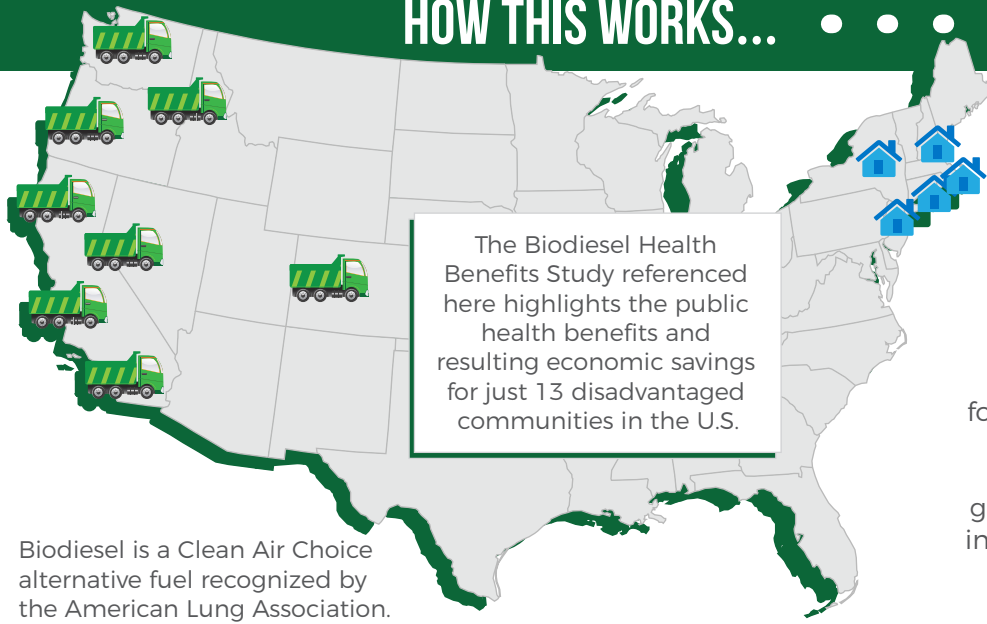 HOW THIS WORKS...
The Biodiesel Health
Benefits Study referenced
here highlights the public
health benefits and
resulting economic savings
for just 13 disadvantaged
communities in the U.S.
Biodiesel is a Clean Air Choice
alternative fuel recognized by
the American Lung Association.